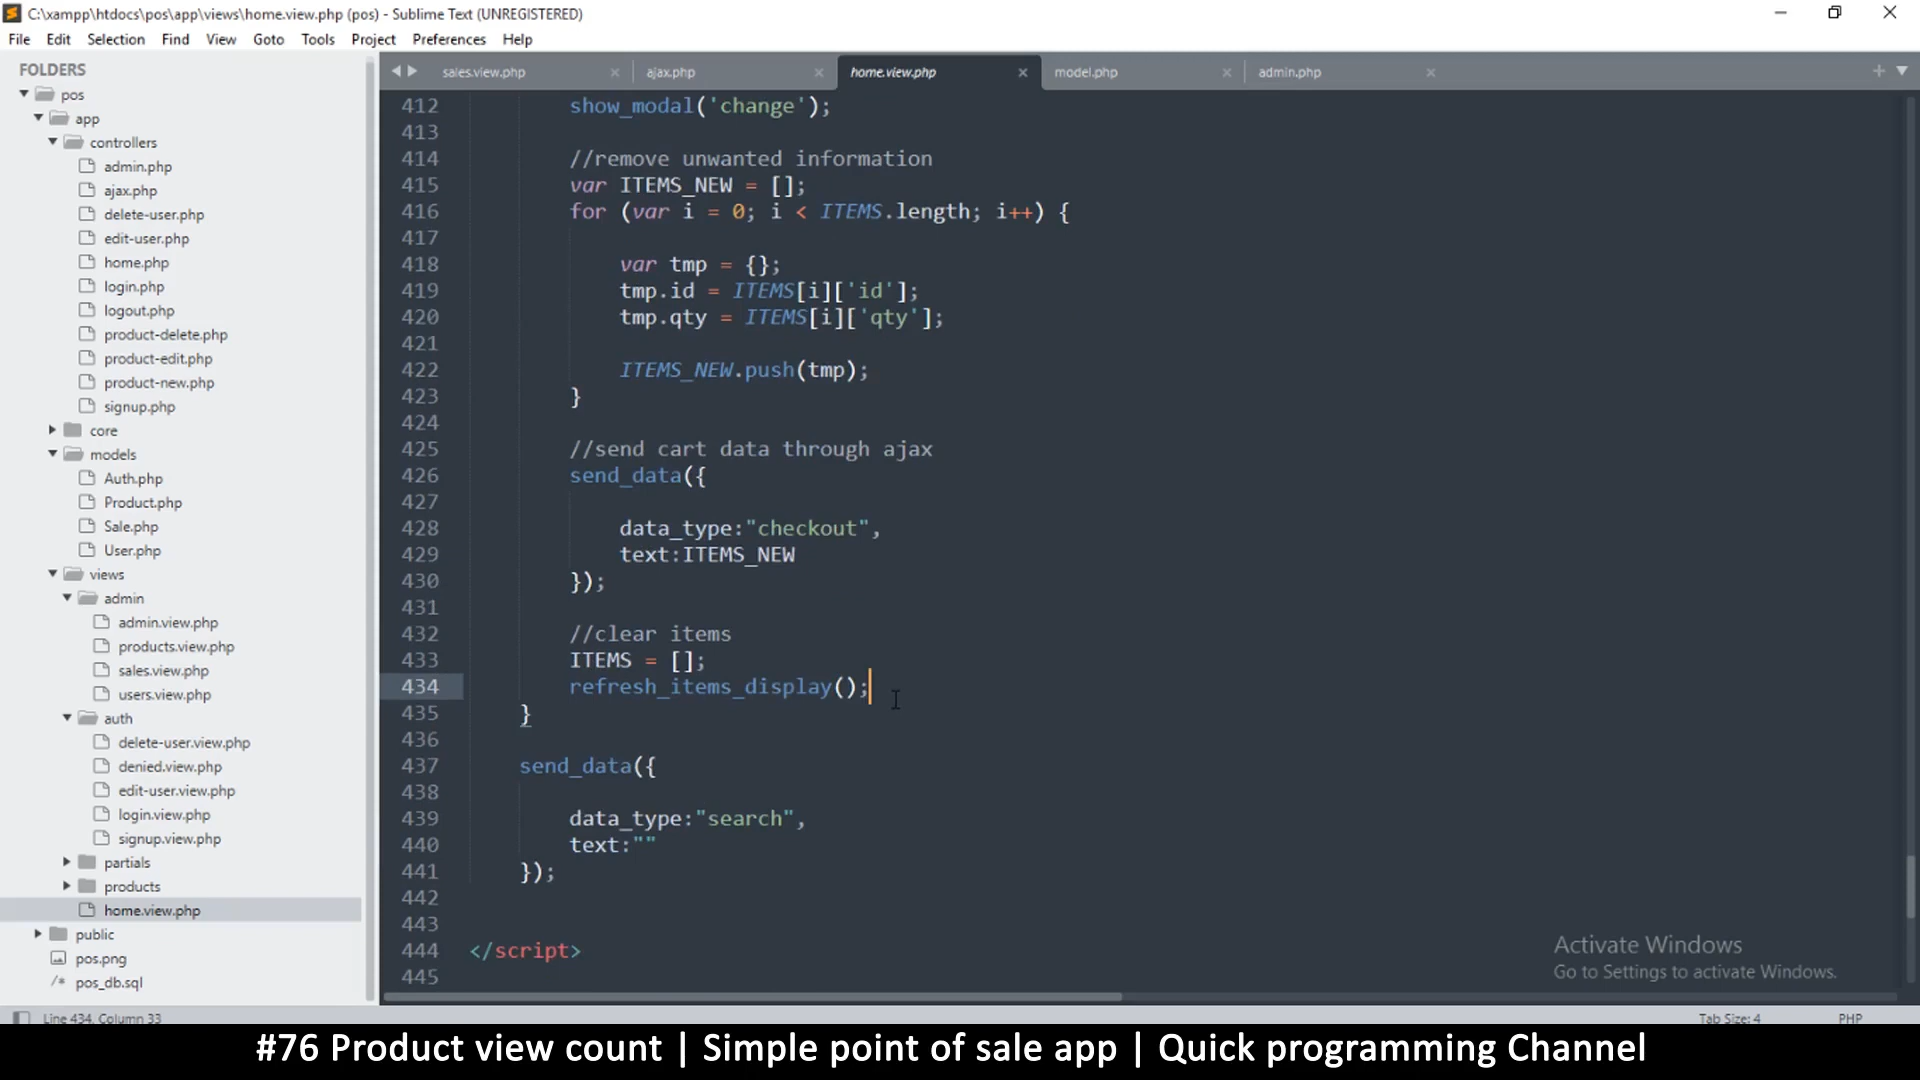 C:\xampp\htdocs\pos\app\views\home.view.php (pos) - Sublime Text (UNREGISTERED)
File Edit Selection Find View Goto Tools Project Preferences Help
FOLDERS
pos
app
controllers
admin.php
ajax.php
delete-user.php
edit-user.php
home.php
login.php
logout.php
product-delete.php
product-edit.php
product-new.php
signup.php
core
models
Auth.php
Product.php
Sale.php
User.php
views
admin
admin.view.php
products.view.php
sales.view.php
users.view.php
auth
delete-user.view.php
denied.view.php
edit-user.view.php
login.view.php
signup.view.php
partials
products
home.view.php
public
pos.png
/* pos_db.sql
sales.view.php ajax.php home.view.php model.php admin.php
412 show_modal('change');
413
414 //remove unwanted information
415 var ITEMS_NEW = [];
416 for (var i = 0; i < ITEMS.length; i++) {
417
418 var tmp = {};
419 tmp.id = ITEMS[i]['id'];
420 tmp.qty = ITEMS[i]['qty'];
421
422 ITEMS_NEW.push(tmp);
423 }
424
425 //send cart data through ajax
426 send_data({
427
428 data_type:"checkout",
429 text:ITEMS_NEW
430 });
431
432 //clear items
433 ITEMS = [];
434 refresh_items_display();
435 }
436
437 send_data({
438
439 data_type:"search",
440 text:""
441 });
442
443
444 </script>
445
Activate Windows
Go to Settings to activate Windows.
Line 434, Column 33 Tab Size: 4 PHP
#76 Product view count | Simple point of sale app | Quick programming Channel